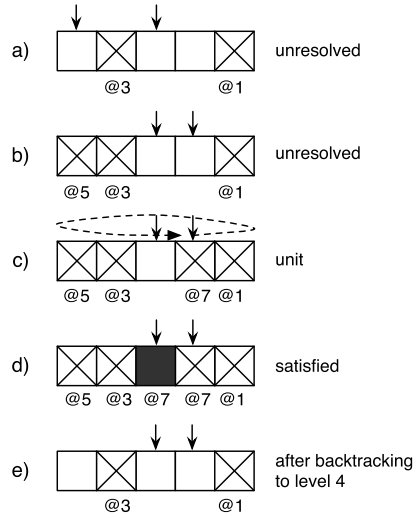 a) unresolved
@3 @1
b) unresolved
@5 @3 @1
c) unit
@5 @3 @7 @1
d) satisfied
@5 @3 @7 @7 @1
e) after backtracking
to level 4
@3 @1